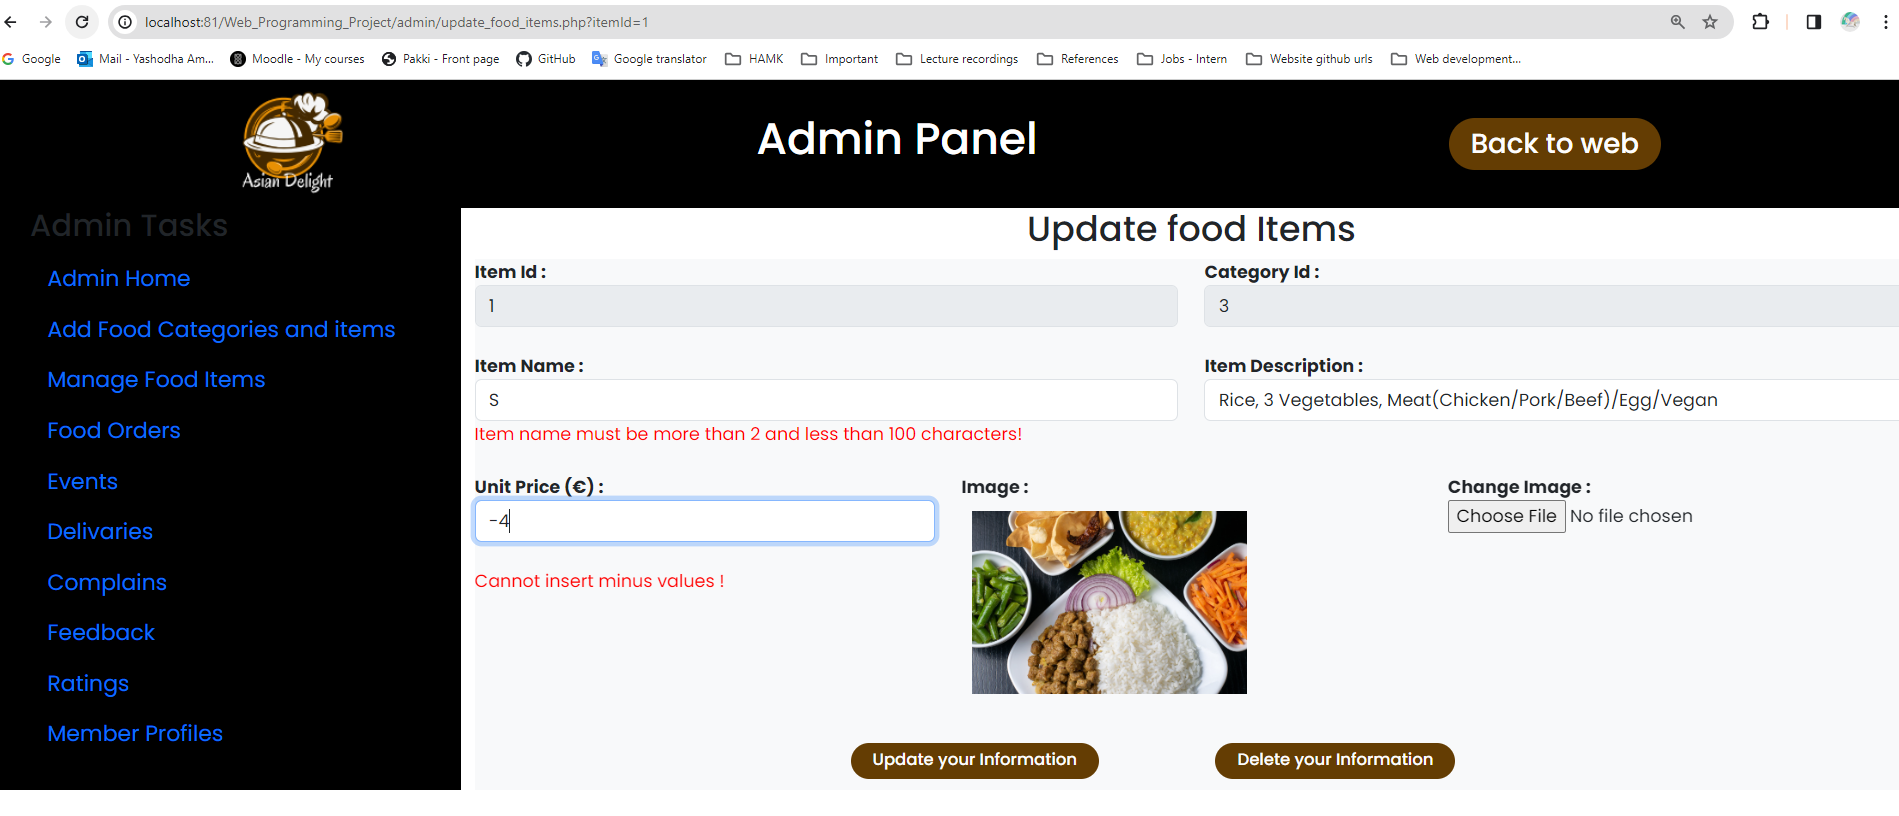 localhost:81/Web_Programming_Project/admin/update_food_items.php?itemId=1
Google Mail - Yashodha Am... Moodle - My courses Pakki - Front page GitHub Google translator HAMK Important Lecture recordings References Jobs - Intern Website github urls Web development...
Asian Delight
Admin Panel
Back to web
Admin Tasks
Admin Home
Add Food Categories and items
Manage Food Items
Food Orders
Events
Delivaries
Complains
Feedback
Ratings
Member Profiles
Update food Items
Item Id : Category Id :
1 3
Item Name : Item Description :
S Rice, 3 Vegetables, Meat(Chicken/Pork/Beef)/Egg/Vegan
Item name must be more than 2 and less than 100 characters!
Unit Price (€) : Image : Change Image :
-4 Choose File No file chosen
Cannot insert minus values !
Update your Information Delete your Information